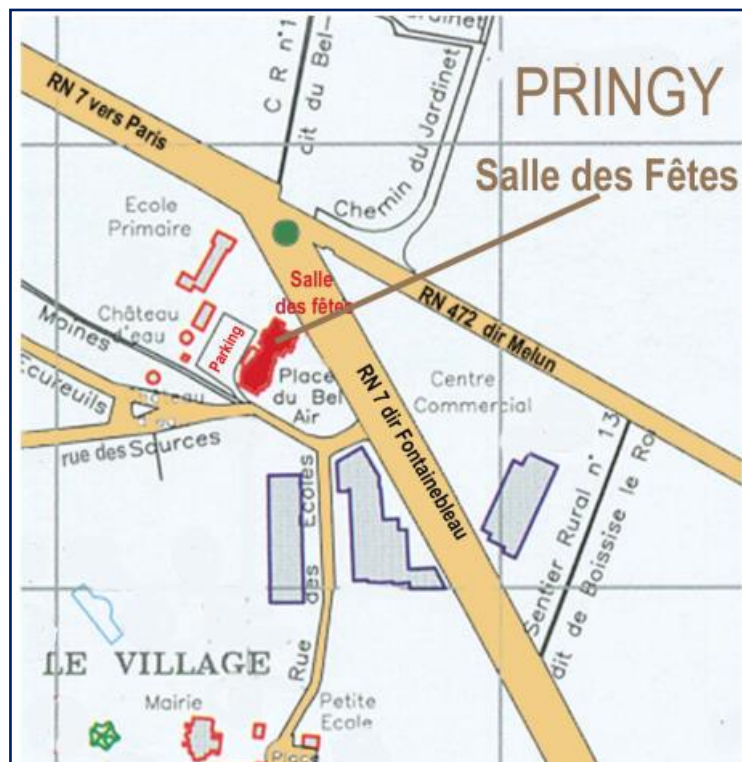 PRINGY
Salle des Fêtes
RN 7 vers Paris
C R n° 1
dit du Bel-
Chemin du Jardinet
Ecole
Primaire
Salle
des fêtes
RN 472 dir Melun
Château
d'eau
Parking
Moines
Place
du Bel
Air
Centre
Commercial
Ecureuils
rue des Sources
RN 7 dir Fontainebleau
Sentier Rural n° 13
dit de Boissise le Roi
Rue des Ecoles
LE VILLAGE
Mairie
Petite
Ecole
Place